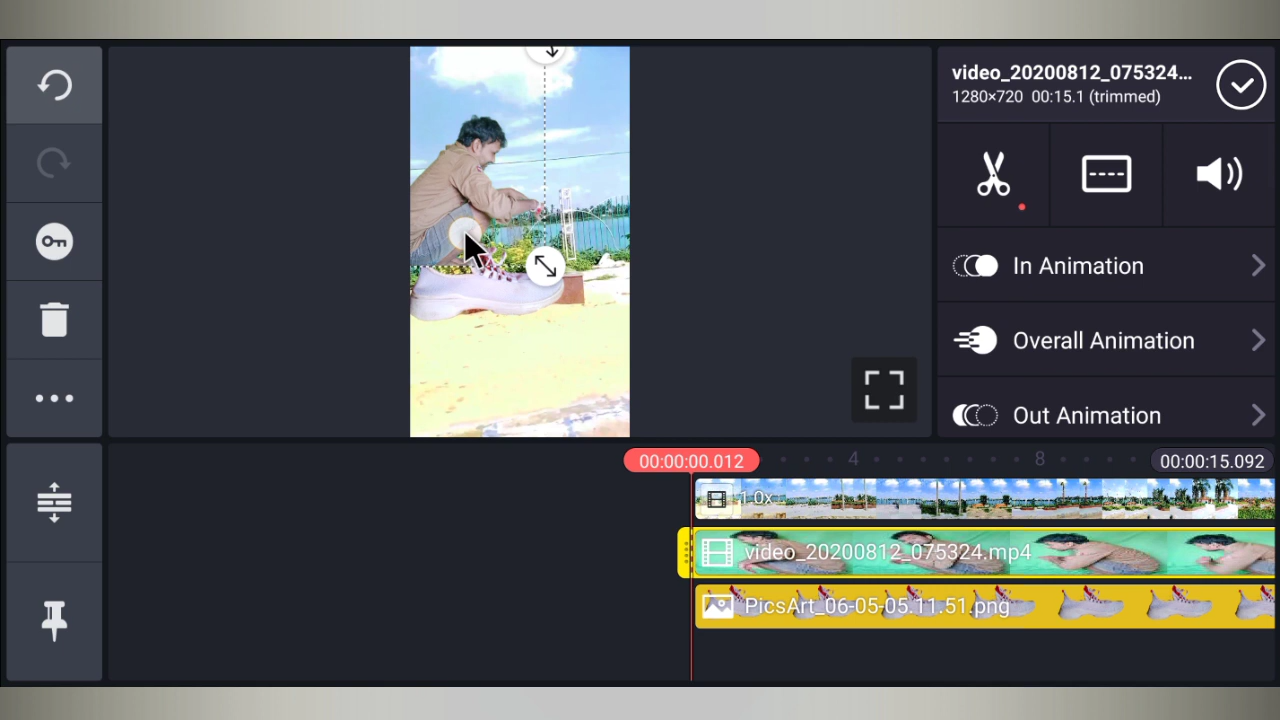 video_20200812_075324...
1280×720 00:15.1 (trimmed)
In Animation
Overall Animation
Out Animation
00:00:00.012
4
8
00:00:15.092
1.0x
video_20200812_075324.mp4
PicsArt_06-05-05.11.51.png